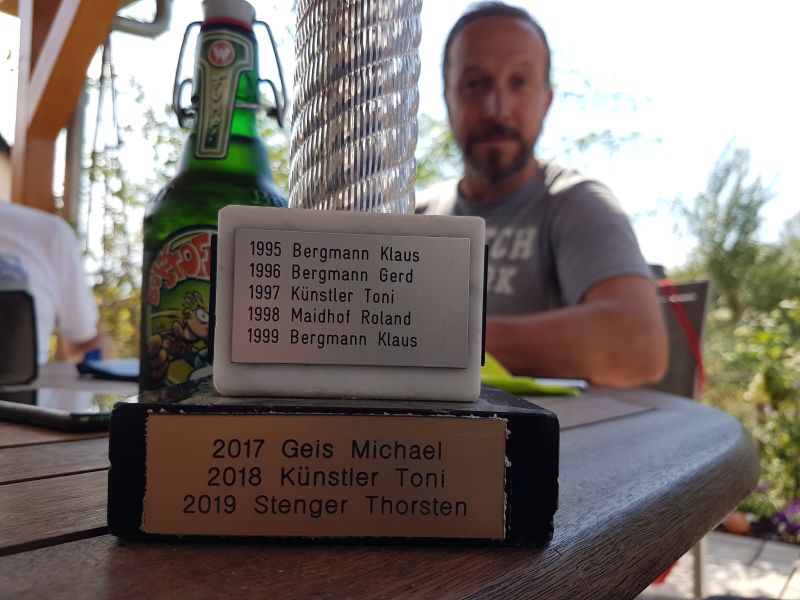 1995 Bergmann Klaus
1996 Bergmann Gerd
1997 Künstler Toni
1998 Maidhof Roland
1999 Bergmann Klaus
2017 Geis Michael
2018 Künstler Toni
2019 Stenger Thorsten